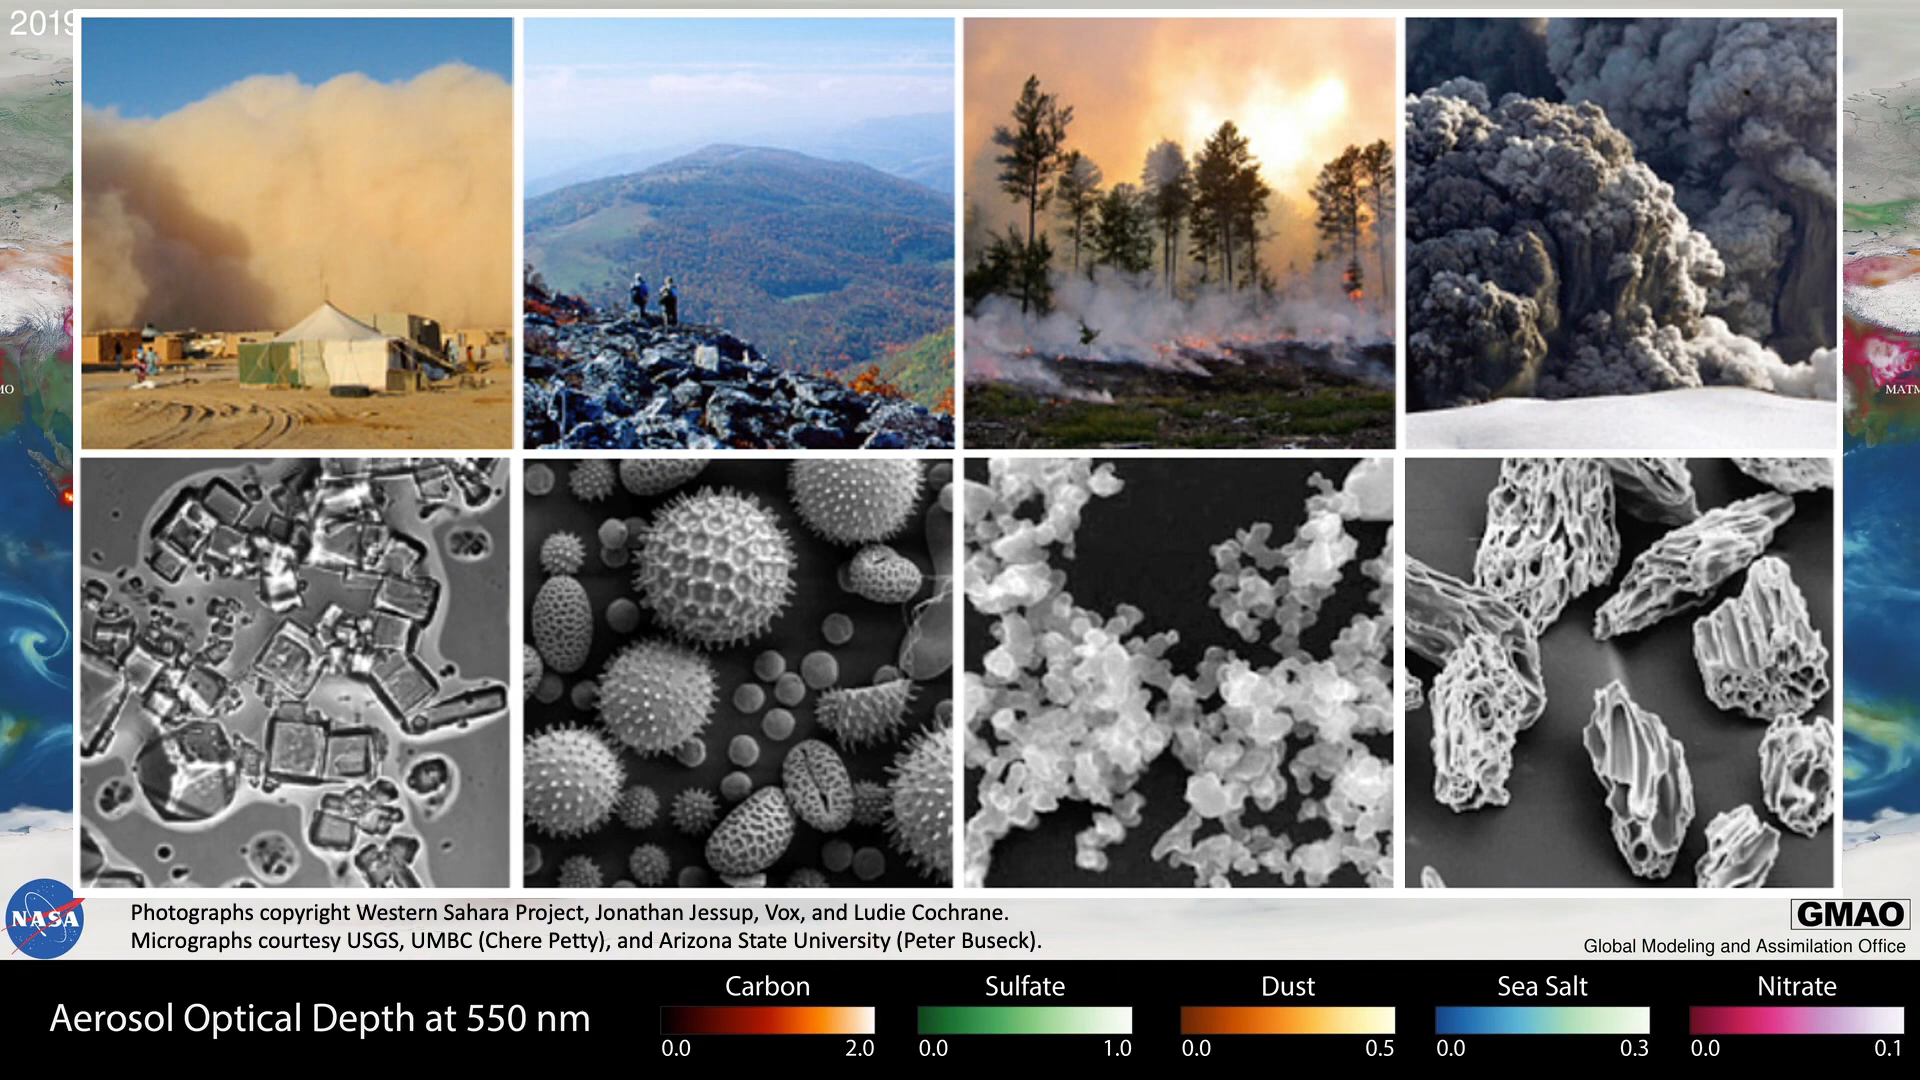 2019
MO
MATM
NASA
Photographs copyright Western Sahara Project, Jonathan Jessup, Vox, and Ludie Cochrane.
Micrographs courtesy USGS, UMBC (Chere Petty), and Arizona State University (Peter Buseck).
GMAO
Global Modeling and Assimilation Office
Aerosol Optical Depth at 550 nm
Carbon
0.0 2.0
Sulfate
0.0 1.0
Dust
0.0 0.5
Sea Salt
0.0 0.3
Nitrate
0.0 0.1